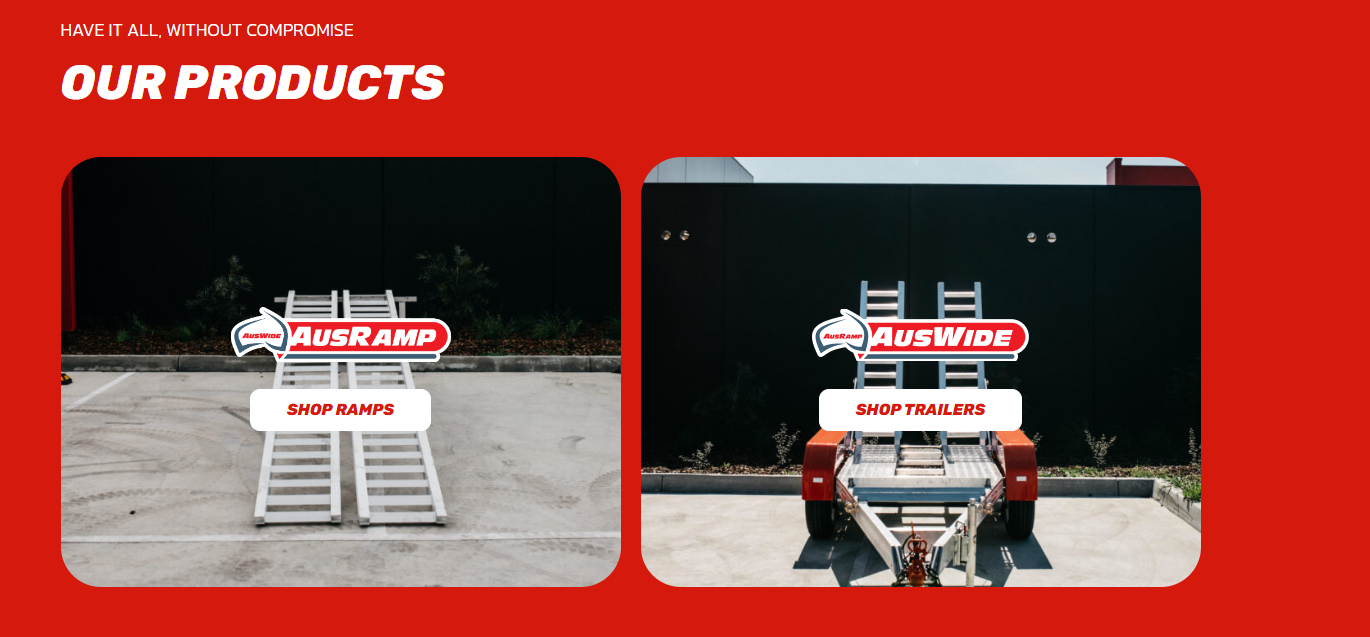 HAVE IT ALL, WITHOUT COMPROMISE
OUR PRODUCTS
AUSWIDE AUSRAMP
SHOP RAMPS
AUSRAMP AUSWIDE
SHOP TRAILERS